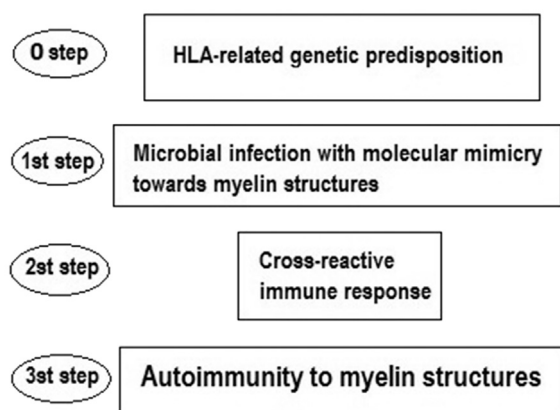 O step
HLA-related genetic predisposition
1st step
Microbial infection with molecular mimicry
towards myelin structures
2st step
Cross-reactive
immune response
3st step
Autoimmunity to myelin structures